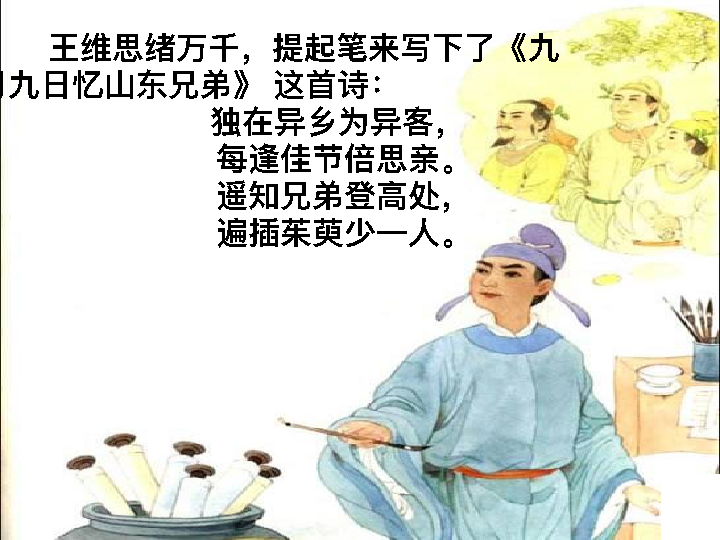 王维思绪万千，提起笔来写下了《九
月九日忆山东兄弟》 这首诗：
独在异乡为异客，
每逢佳节倍思亲。
遥知兄弟登高处，
遍插茱萸少一人。